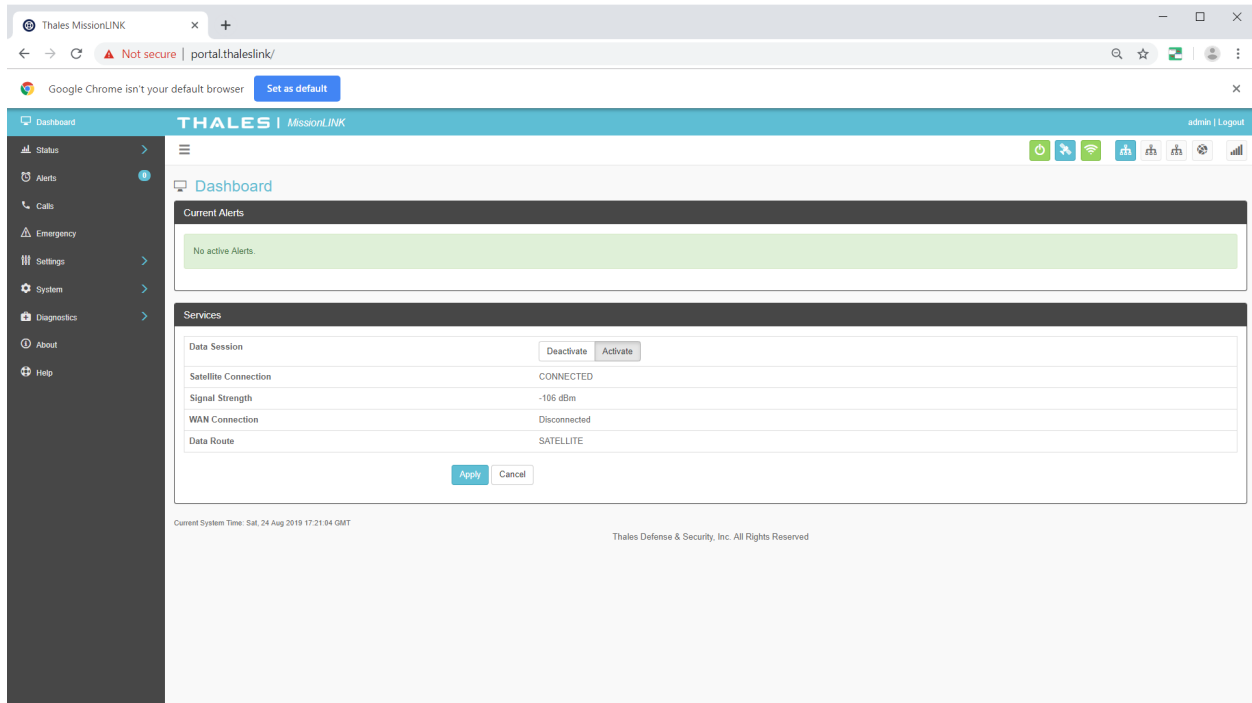 Thales MissionLINK
Not secure | portal.thaleslink/
Google Chrome isn't your default browser Set as default
Dashboard
THALES | MissionLINK
admin | Logout
Status
Alerts 0
Calls
Emergency
Settings
System
Diagnostics
About
Help
Dashboard
Current Alerts
No active Alerts.
Services
Data Session Deactivate Activate
Satellite Connection CONNECTED
Signal Strength -106 dBm
WAN Connection Disconnected
Data Route SATELLITE
Apply Cancel
Current System Time: Sat, 24 Aug 2019 17:21:04 GMT
Thales Defense & Security, Inc. All Rights Reserved